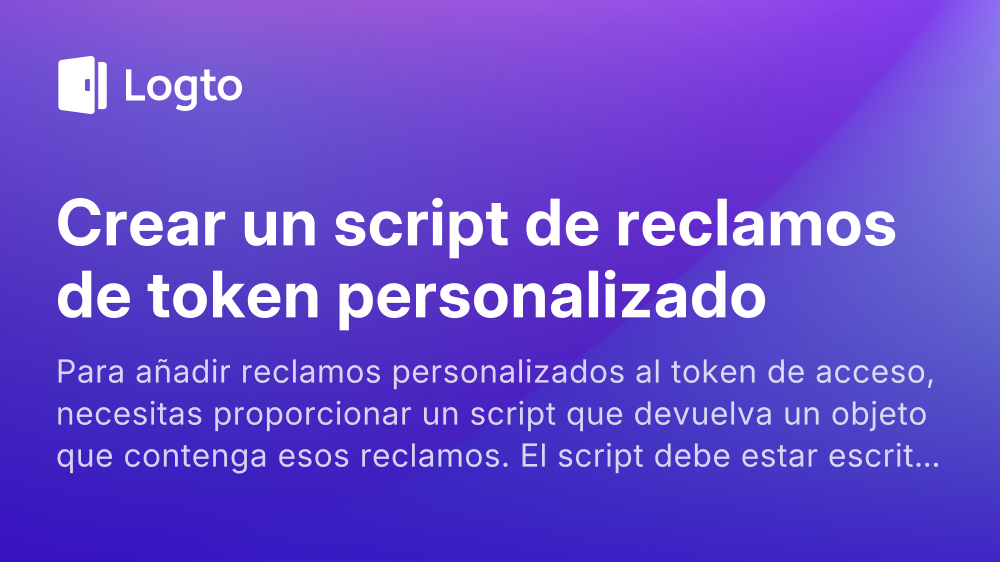 Logto
Crear un script de reclamos
de token personalizado
Para añadir reclamos personalizados al token de acceso,
necesitas proporcionar un script que devuelva un objeto
que contenga esos reclamos. El script debe estar escrit...